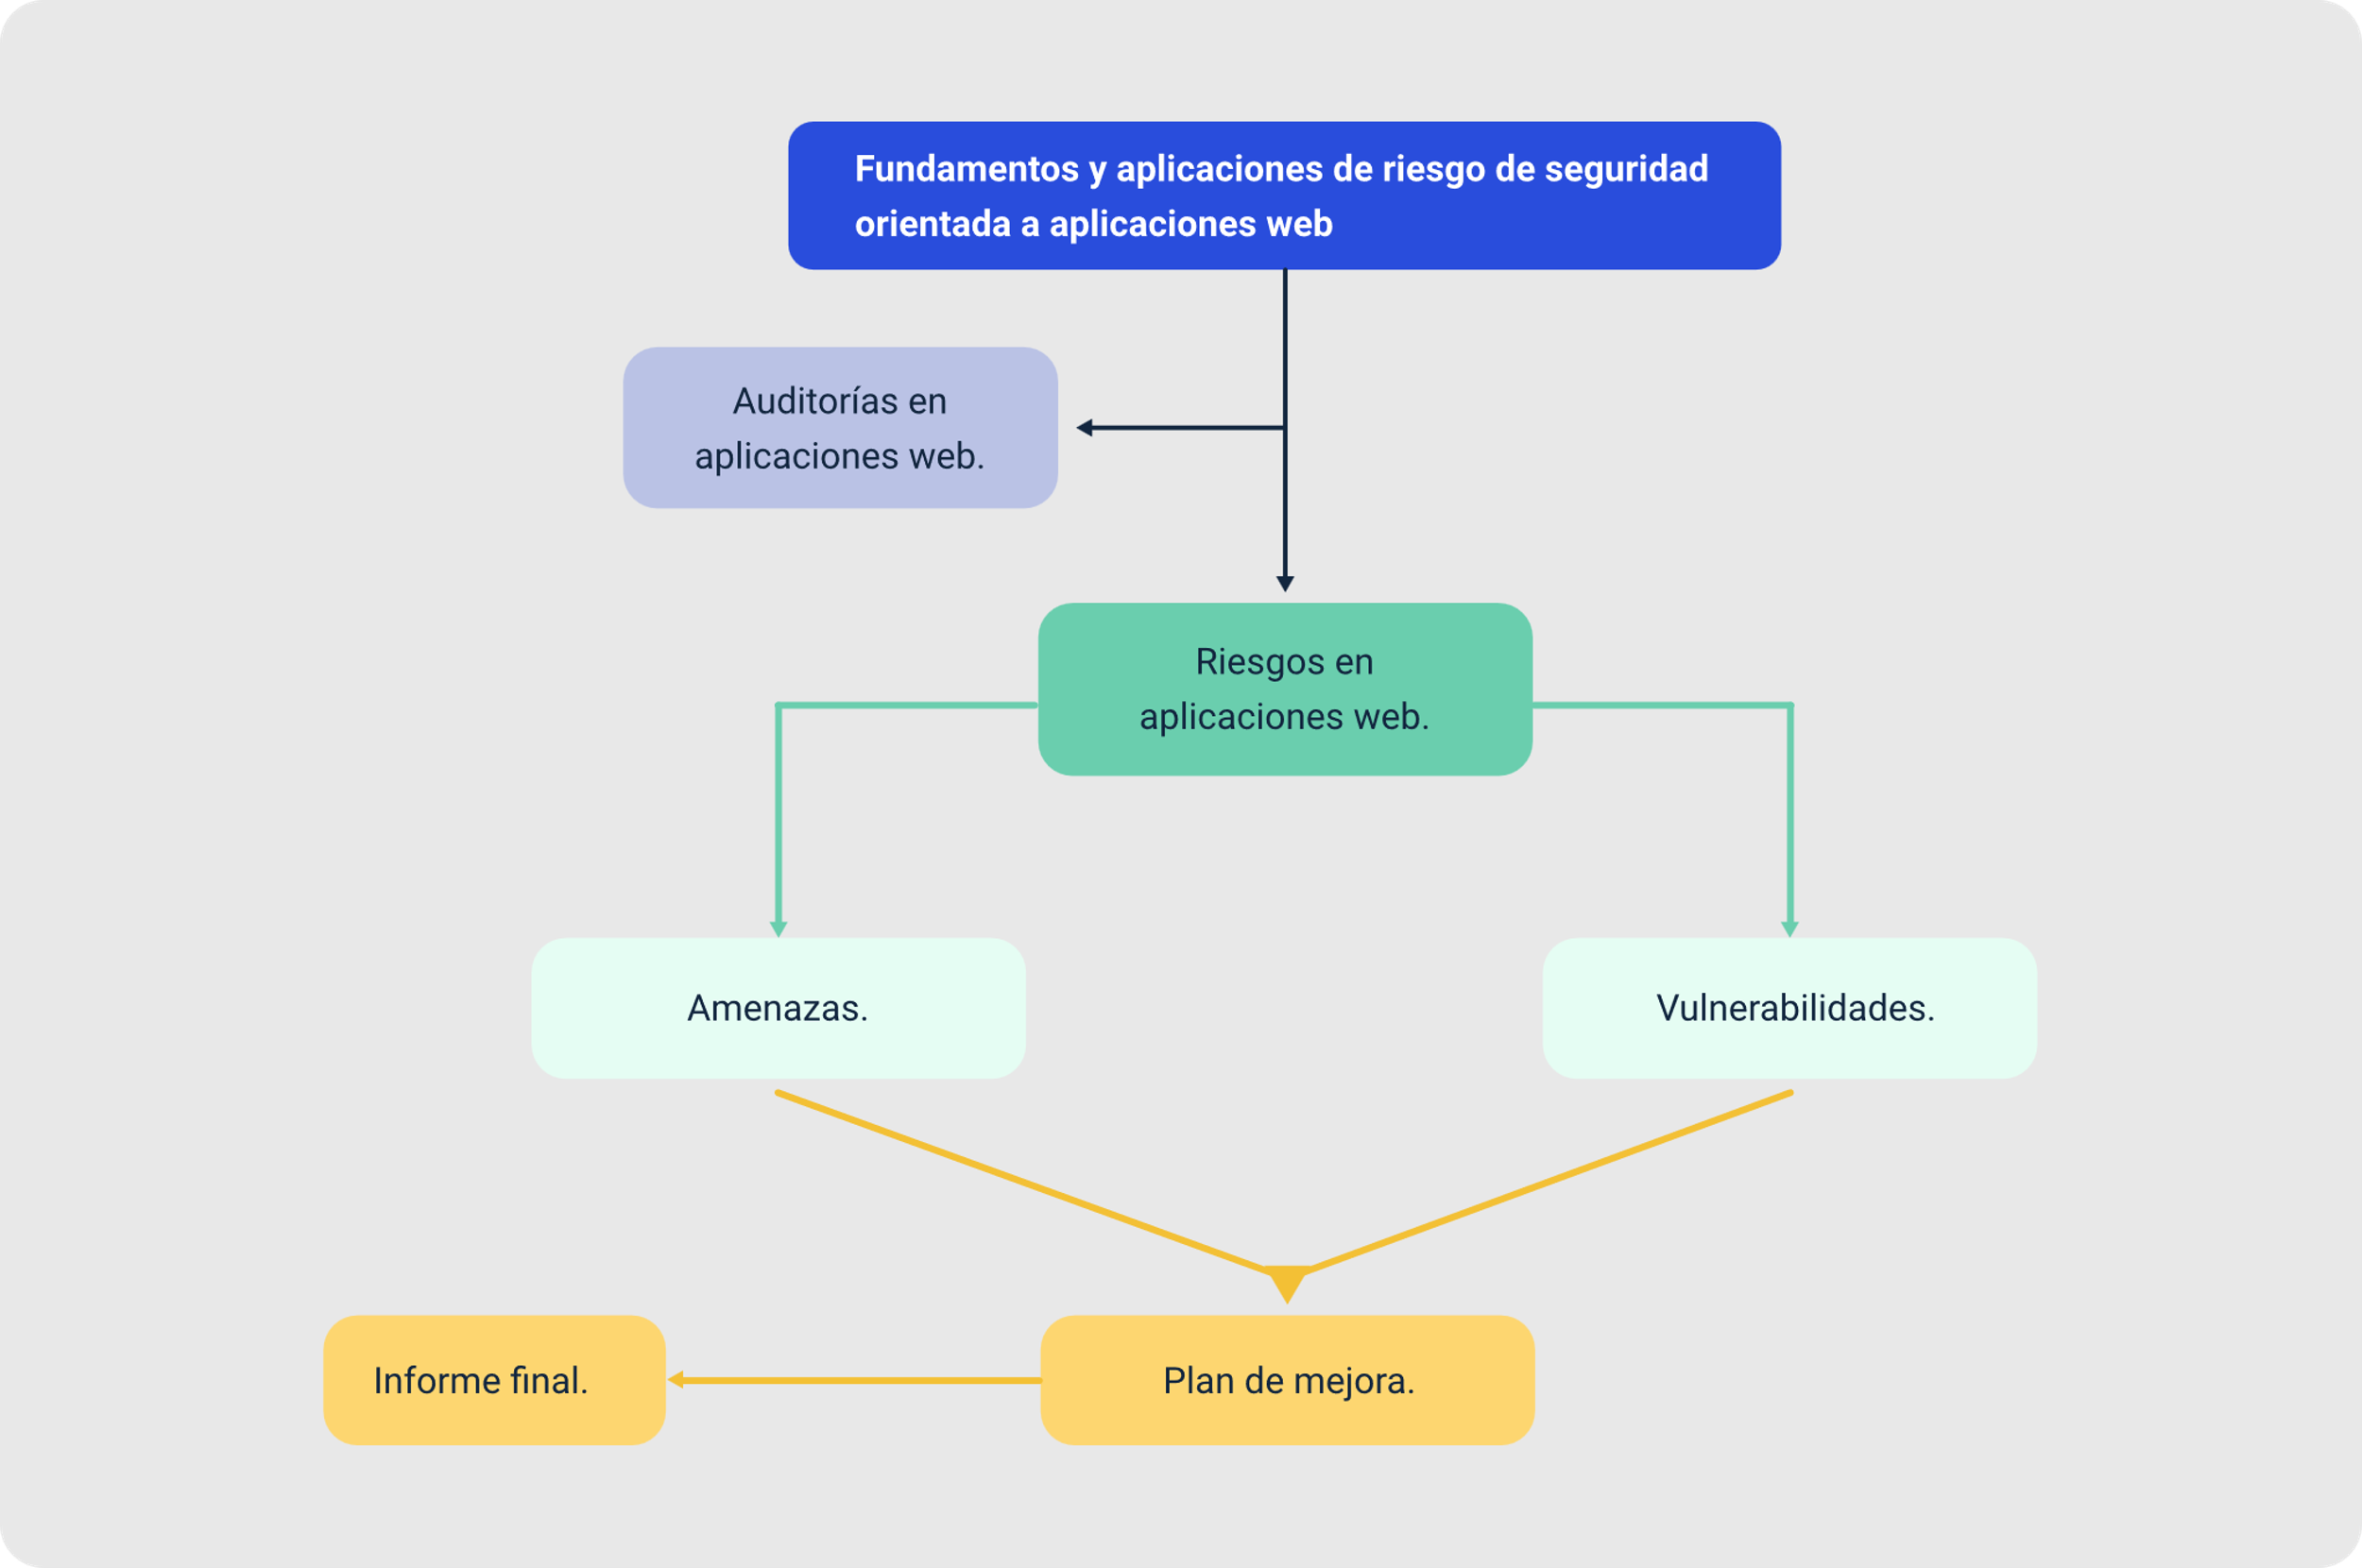 Fundamentos y aplicaciones de riesgo de seguridad
orientada a aplicaciones web
Auditorías en
aplicaciones web.
Riesgos en
aplicaciones web.
Amenazas.
Vulnerabilidades.
Informe final.
Plan de mejora.